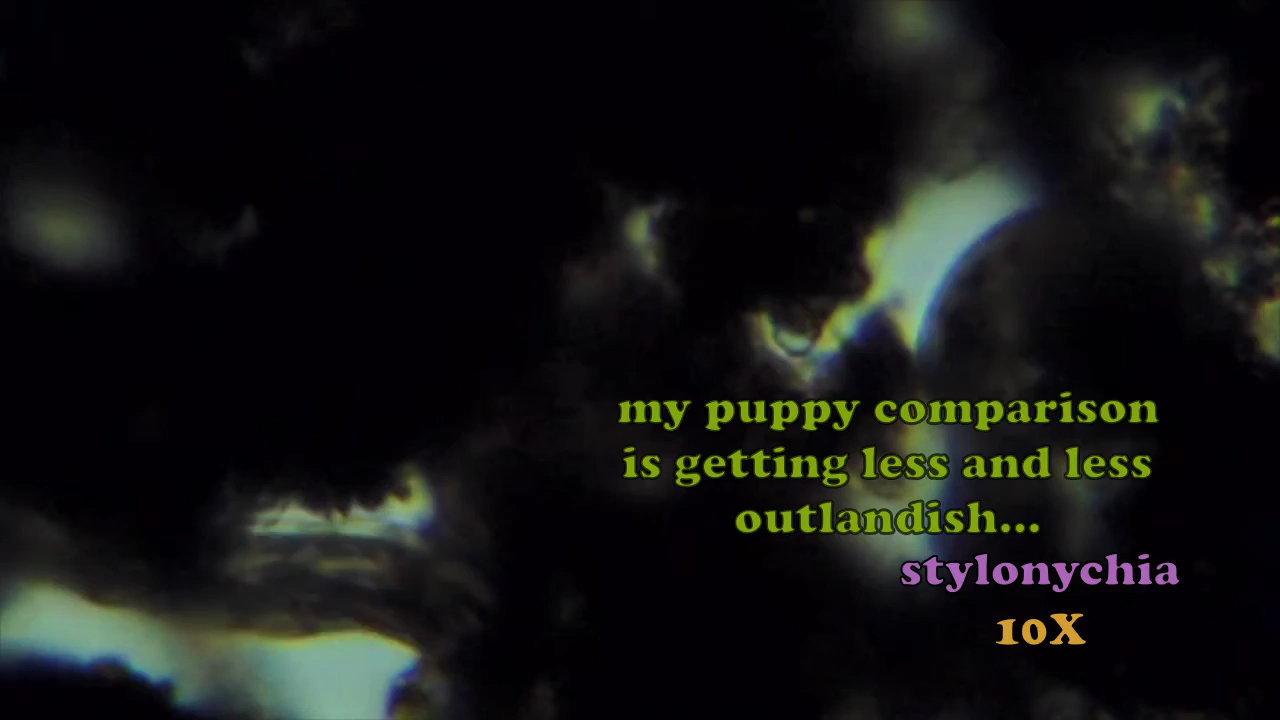 my puppy comparison
is getting less and less
outlandish...
stylonychia
10X